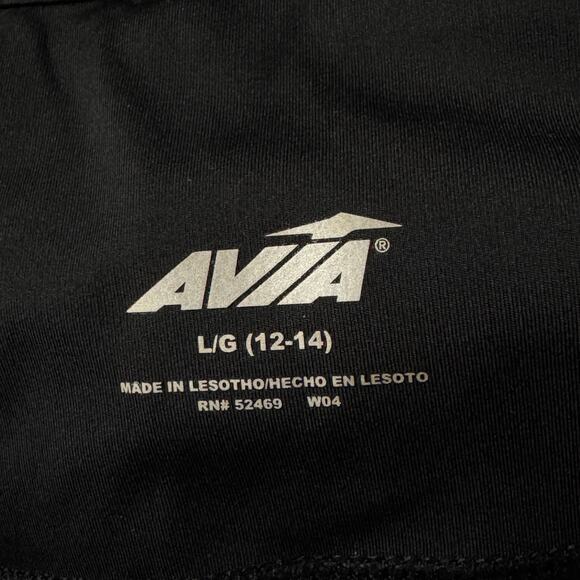 AVIA®
L/G (12-14)
MADE IN LESOTHO/HECHO EN LESOTO
RN# 52469 W04